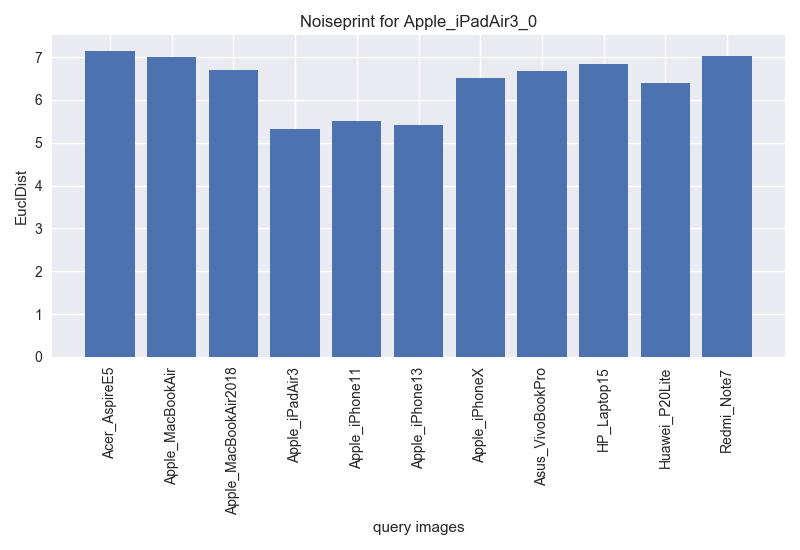 Noiseprint for Apple_iPadAir3_0
EuclDist
7
6
5
4
3
2
1
0
Acer_AspireE5
Apple_MacBookAir
Apple_MacBookAir2018
Apple_iPadAir3
Apple_iPhone11
Apple_iPhone13
Apple_iPhoneX
Asus_VivoBookPro
HP_Laptop15
Huawei_P20Lite
Redmi_Note7
query images